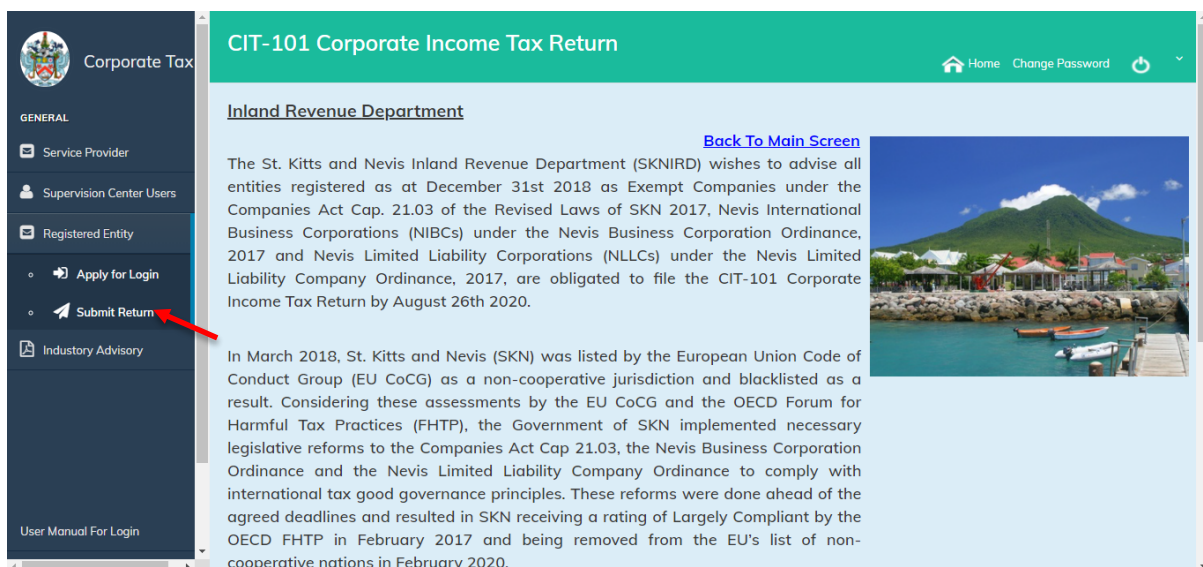 Corporate Tax
GENERAL
Service Provider
Supervision Center Users
Registered Entity
Apply for Login
Submit Return
Industory Advisory
User Manual For Login
CIT-101 Corporate Income Tax Return
Home Change Password
Inland Revenue Department
Back To Main Screen
The St. Kitts and Nevis Inland Revenue Department (SKNIRD) wishes to advise all
entities registered as at December 31st 2018 as Exempt Companies under the
Companies Act Cap. 21.03 of the Revised Laws of SKN 2017, Nevis International
Business Corporations (NIBCs) under the Nevis Business Corporation Ordinance,
2017 and Nevis Limited Liability Corporations (NLLCs) under the Nevis Limited
Liability Company Ordinance, 2017, are obligated to file the CIT-101 Corporate
Income Tax Return by August 26th 2020.
In March 2018, St. Kitts and Nevis (SKN) was listed by the European Union Code of
Conduct Group (EU CoCG) as a non-cooperative jurisdiction and blacklisted as a
result. Considering these assessments by the EU CoCG and the OECD Forum for
Harmful Tax Practices (FHTP), the Government of SKN implemented necessary
legislative reforms to the Companies Act Cap 21.03, the Nevis Business Corporation
Ordinance and the Nevis Limited Liability Company Ordinance to comply with
international tax good governance principles. These reforms were done ahead of the
agreed deadlines and resulted in SKN receiving a rating of Largely Compliant by the
OECD FHTP in February 2017 and being removed from the EU's list of non-
cooperative nations in February 2020.